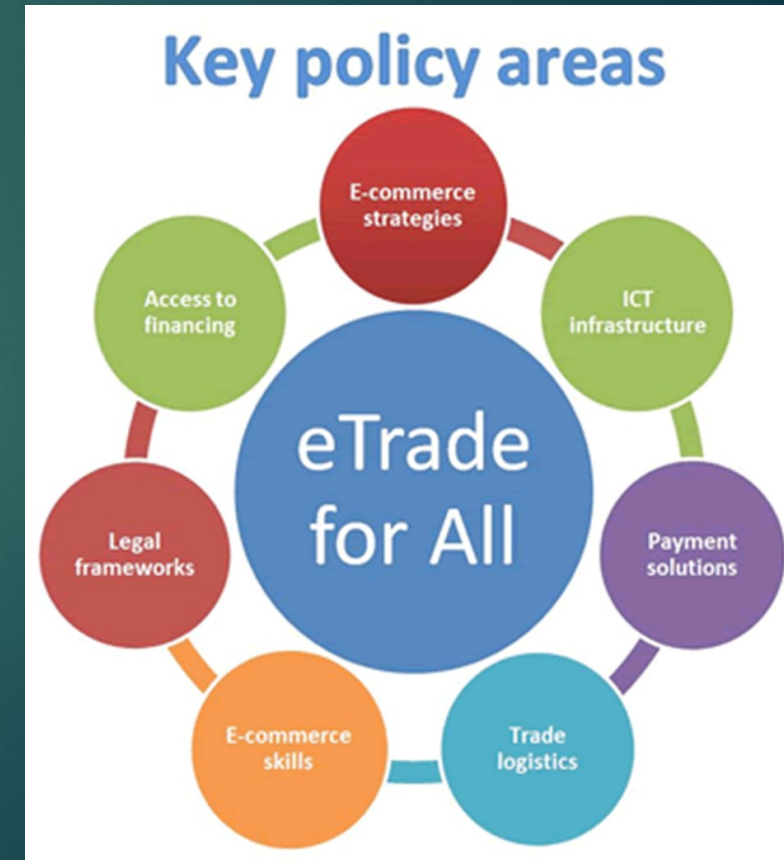 Key policy areas
E-commerce
strategies
ICT
infrastructure
Payment
solutions
Trade
logistics
E-commerce
skills
Legal
frameworks
Access to
financing
eTrade
for All